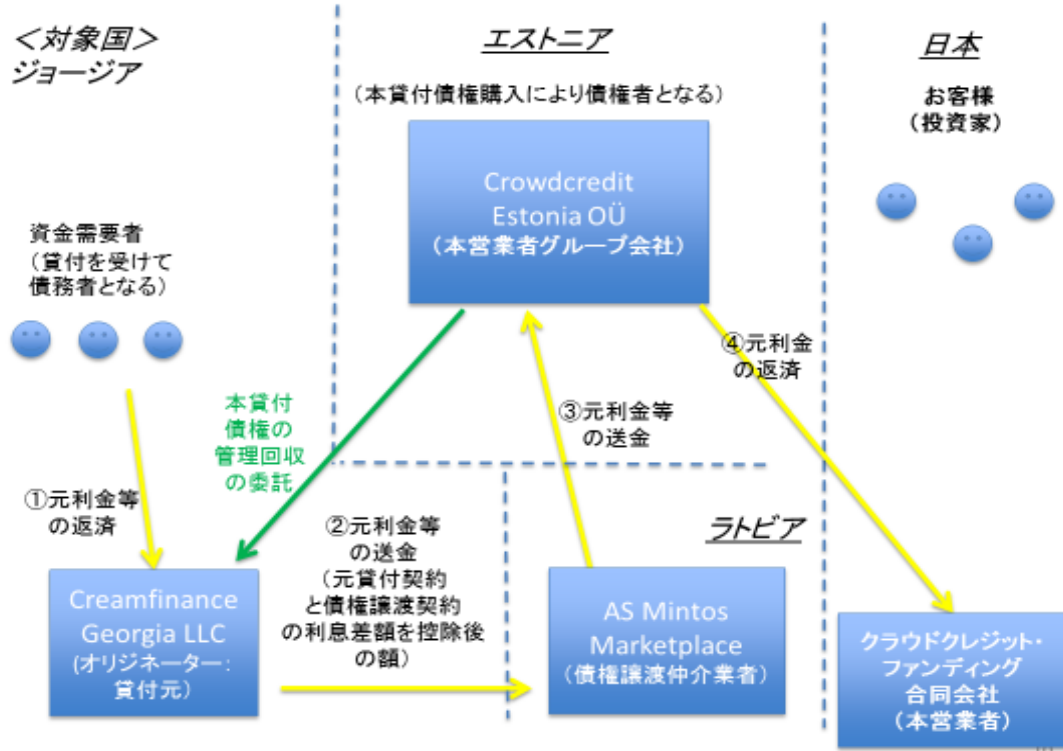 ＜対象国＞
ジョージア
エストニア
日本
（本貸付債権購入により債権者となる）
お客様
（投資家）
Crowdcredit
Estonia OÜ
（本営業者グループ会社）
資金需要者
（貸付を受けて
債務者となる）
④元利金
の返済
本貸付
債権の
管理回収
の委託
③元利金等
の送金
①元利金等
の返済
②元利金等
の送金
（元貸付契約
と債権譲渡契約
の利息差額を控除後
の額）
ラトビア
Creamfinance
Georgia LLC
（オリジネーター：
貸付元）
AS Mintos
Marketplace
（債権譲渡仲介業者）
クラウドクレジット・
ファンディング
合同会社
（本営業者）